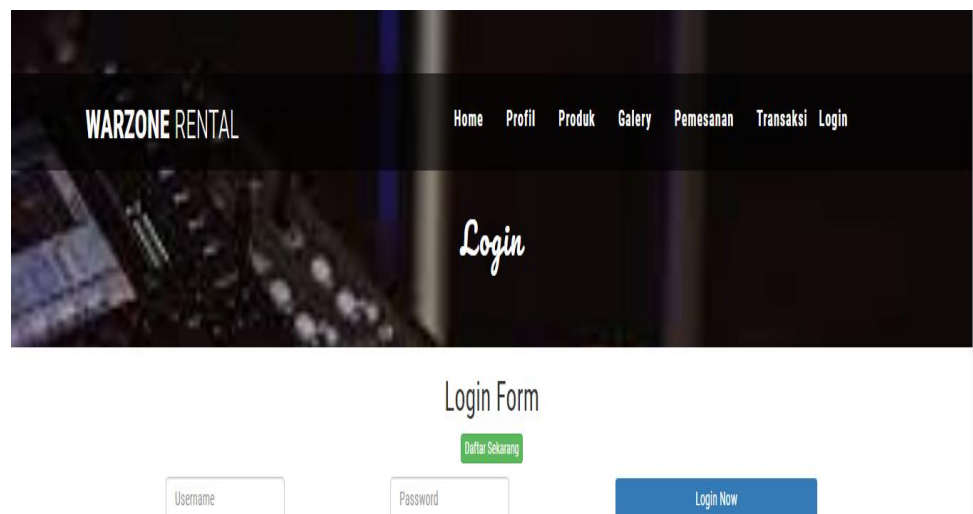 WARZONE RENTAL
Home Profil Produk Galery Pemesanan Transaksi Login
Login
Login Form
Daftar Sekarang
Username Password Login Now